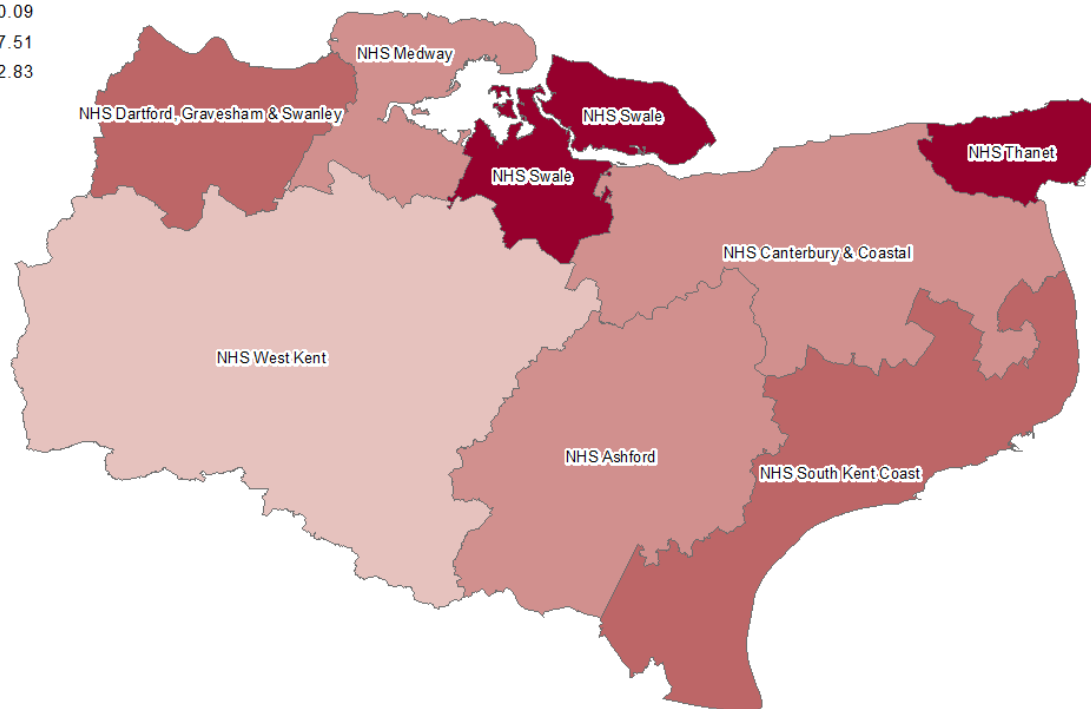 0.09
7.51
2.83
NHS Medway
NHS Dartford, Gravesham & Swanley
NHS Swale
NHS Thanet
NHS Swale
NHS Canterbury & Coastal
NHS West Kent
NHS Ashford
NHS South Kent Coast